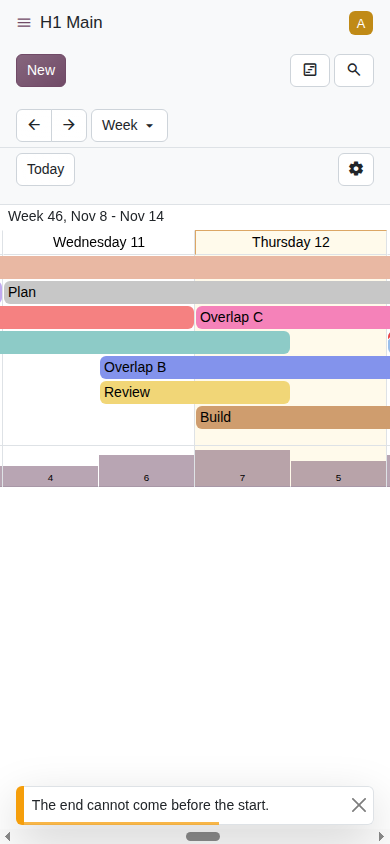 H1 Main
A
New
Week
Today
Week 46, Nov 8 - Nov 14
Wednesday 11
Thursday 12
Plan
Overlap C
Overlap B
Review
Build
4
6
7
5
The end cannot come before the start.